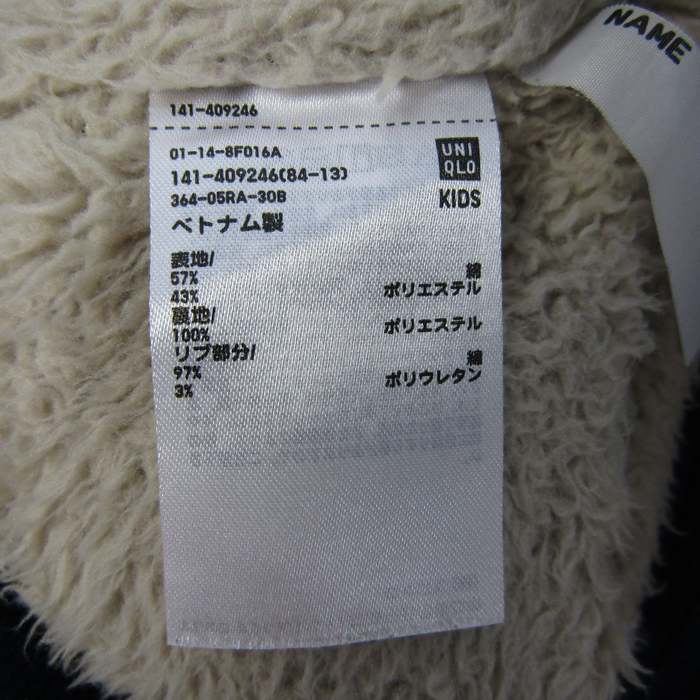 NAME
141-409246
01-14-8F016A
UNI
QLO
141-409246(84-13)
364-05RA-30B
KIDS
ベトナム製
表地/
57% 綿
43% ポリエステル
裏地/
100% ポリエステル
リブ部分/
97% 綿
3% ポリウレタン